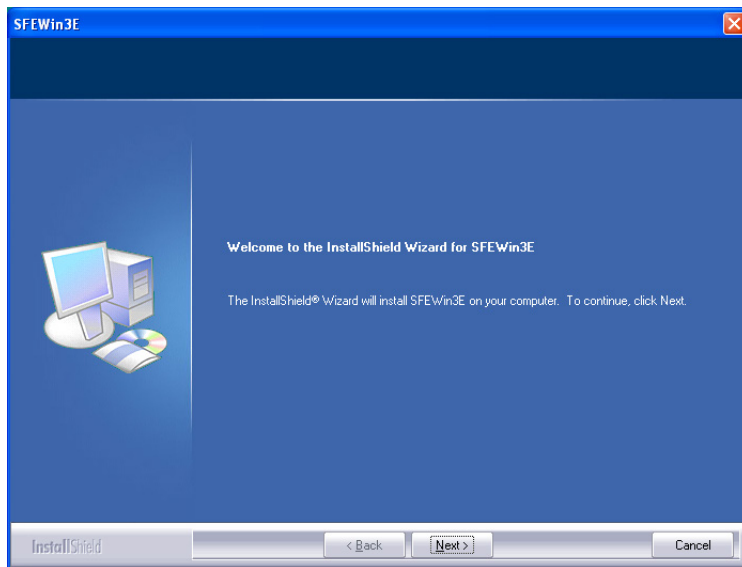 SFEWin3E
Welcome to the InstallShield Wizard for SFEWin3E
The InstallShield® Wizard will install SFEWin3E on your computer.  To continue, click Next.
InstallShield
< Back
Next >
Cancel